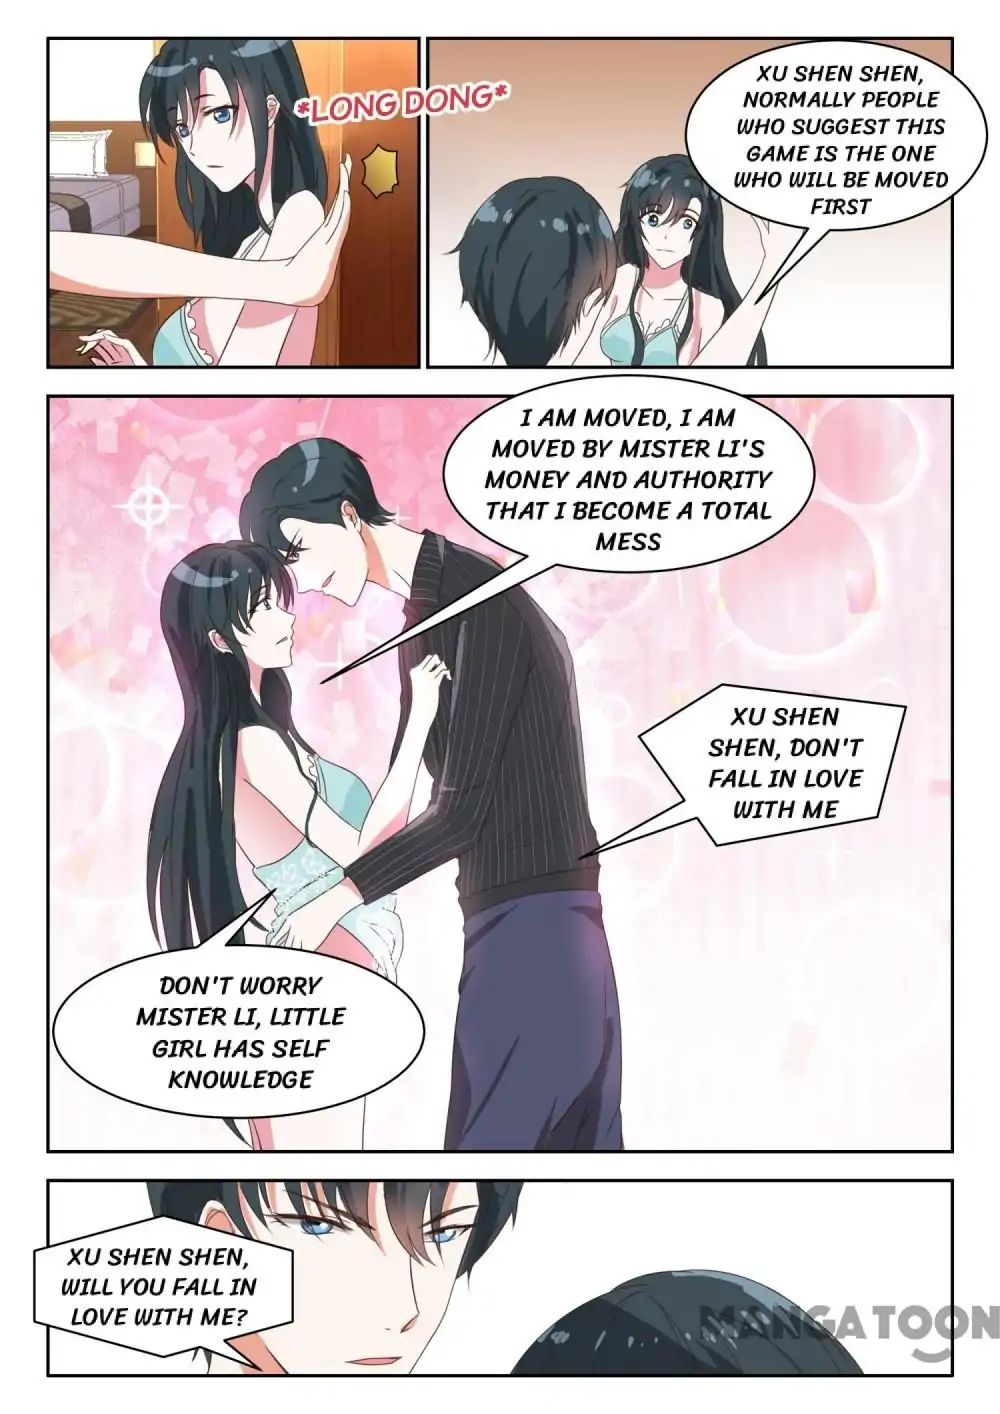 *LONG DONG*
XU SHEN SHEN,
NORMALLY PEOPLE
WHO SUGGEST THIS
GAME IS THE ONE
WHO WILL BE MOVED
FIRST
I AM MOVED, I AM
MOVED BY MISTER LI'S
MONEY AND AUTHORITY
THAT I BECOME A TOTAL
MESS
XU SHEN
SHEN, DON'T
FALL IN LOVE
WITH ME
DON'T WORRY
MISTER LI, LITTLE
GIRL HAS SELF
KNOWLEDGE
XU SHEN SHEN,
WILL YOU FALL IN
LOVE WITH ME?
MANGATOON